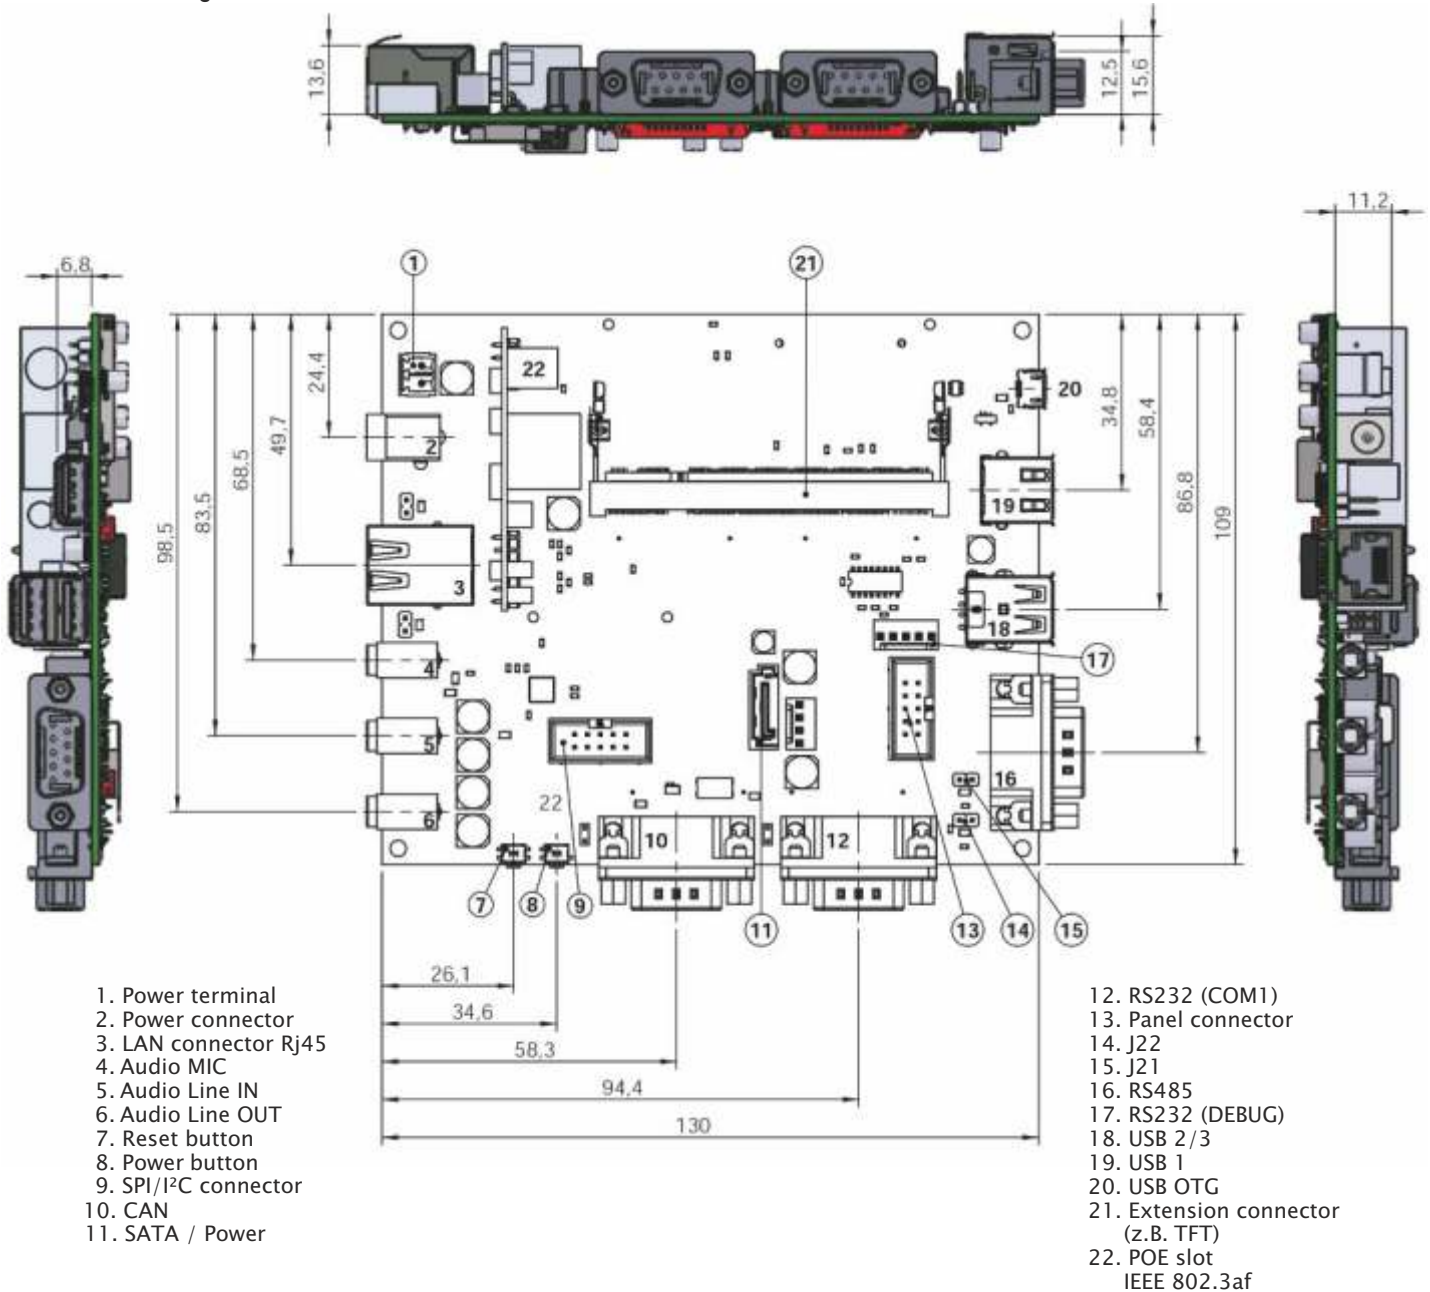 13,6
12,5
15,6
11,2
6,8
1
21
24,4
49,7
68,5
83,5
98,5
22
20
2
34,8
58,4
86,8
109
19
3
18
17
4
5
16
22
6
10
12
7
8
9
11
13
14
15
26,1
34,6
58,3
94,4
130
1. Power terminal
2. Power connector
3. LAN connector Rj45
4. Audio MIC
5. Audio Line IN
6. Audio Line OUT
7. Reset button
8. Power button
9. SPI/I²C connector
10. CAN
11. SATA / Power
12. RS232 (COM1)
13. Panel connector
14. J22
15. J21
16. RS485
17. RS232 (DEBUG)
18. USB 2/3
19. USB 1
20. USB OTG
21. Extension connector
(z.B. TFT)
22. POE slot
IEEE 802.3af